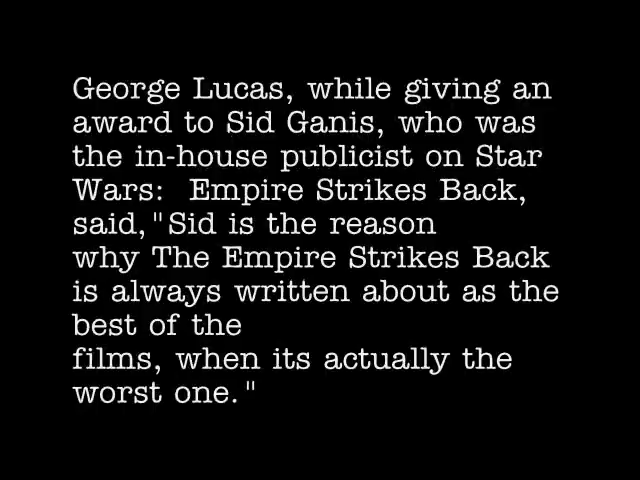 George Lucas, while giving an
award to Sid Ganis, who was
the in-house publicist on Star
Wars:  Empire Strikes Back,
said,"Sid is the reason
why The Empire Strikes Back
is always written about as the
best of the
films, when its actually the
worst one."